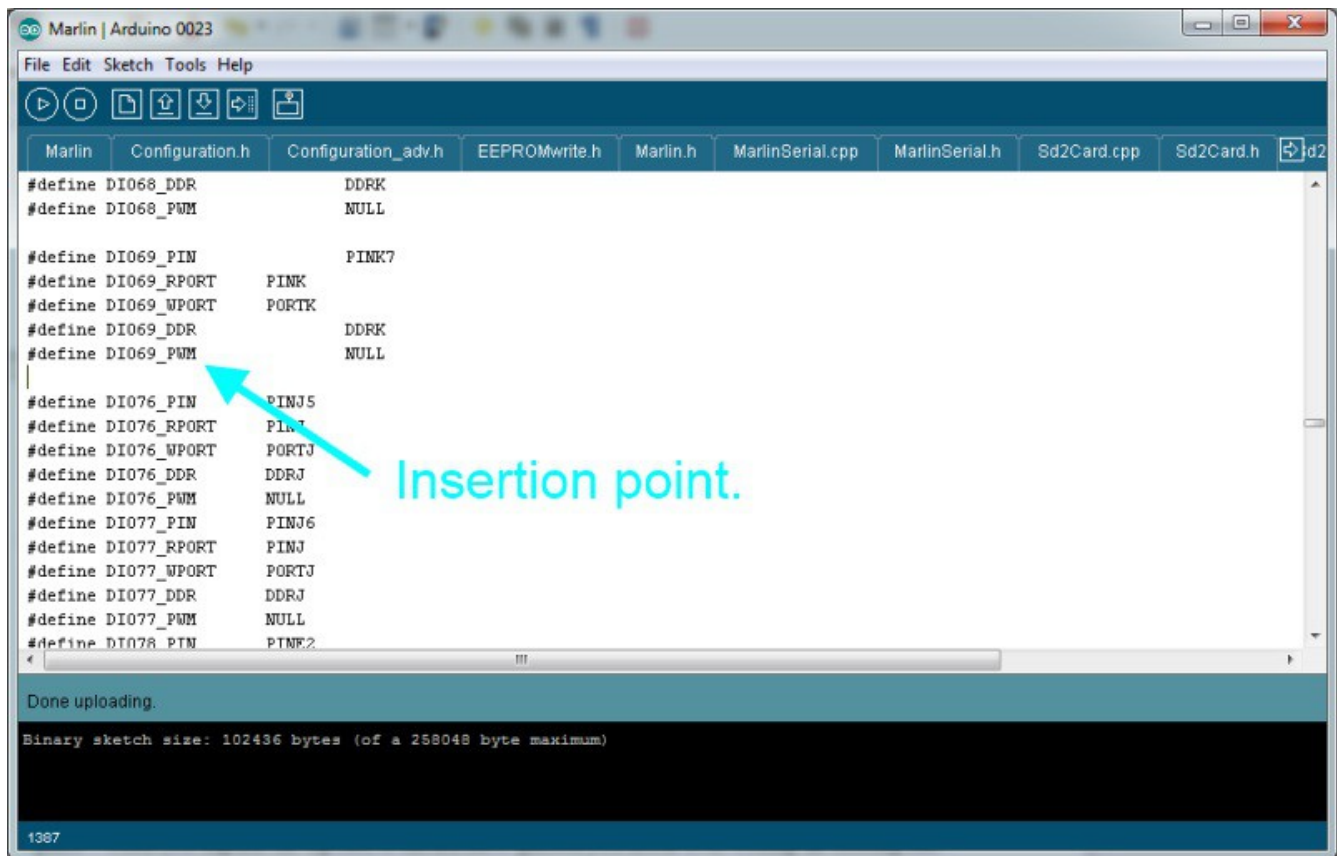 Marlin | Arduino 0023
File Edit Sketch Tools Help
Marlin Configuration.h Configuration_adv.h EEPROMwrite.h Marlin.h MarlinSerial.cpp MarlinSerial.h Sd2Card.cpp Sd2Card.h
#define DIO68_DDR DDRK
#define DIO68_PWM NULL
#define DIO69_PIN PINK7
#define DIO69_RPORT PINK
#define DIO69_WPORT PORTK
#define DIO69_DDR DDRK
#define DIO69_PWM NULL
#define DIO76_PIN PINJ5
#define DIO76_RPORT PINJ
#define DIO76_WPORT PORTJ
#define DIO76_DDR DDRJ
Insertion point.
#define DIO76_PWM NULL
#define DIO77_PIN PINJ6
#define DIO77_RPORT PINJ
#define DIO77_WPORT PORTJ
#define DIO77_DDR DDRJ
#define DIO77_PWM NULL
#define DIO78_PIN PINE2
Done uploading.
Binary sketch size: 102436 bytes (of a 258048 byte maximum)
1387